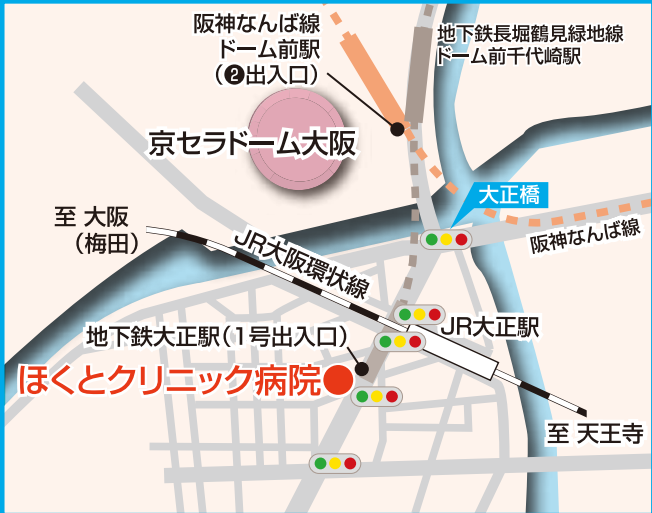 阪神なんば線
ドーム前駅
(❷出入口)
地下鉄長堀鶴見緑地線
ドーム前千代崎駅
京セラドーム大阪
大正橋
至 大阪
(梅田)
阪神なんば線
JR大阪環状線
JR大正駅
地下鉄大正駅(1号出入口)
ほくとクリニック病院
至 天王寺